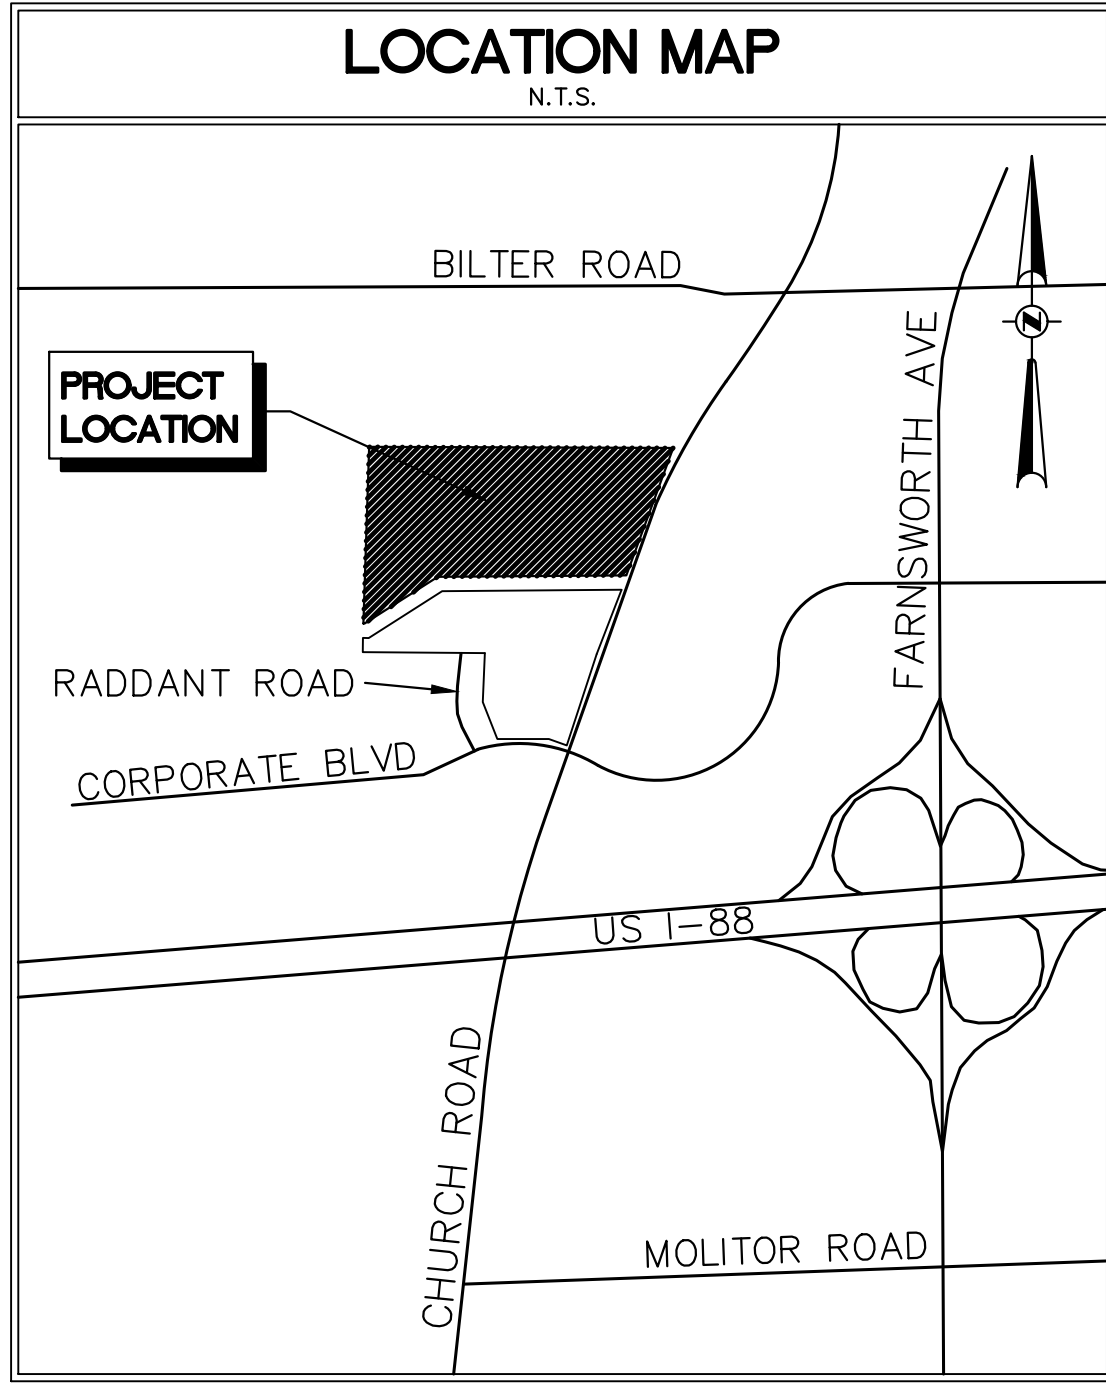 LOCATION MAP
N.T.S.
BILTER ROAD
PROJECT
LOCATION
FARNSWORTH AVE
N
RADDANT ROAD
CORPORATE BLVD
US I-88
CHURCH ROAD
MOLITOR ROAD